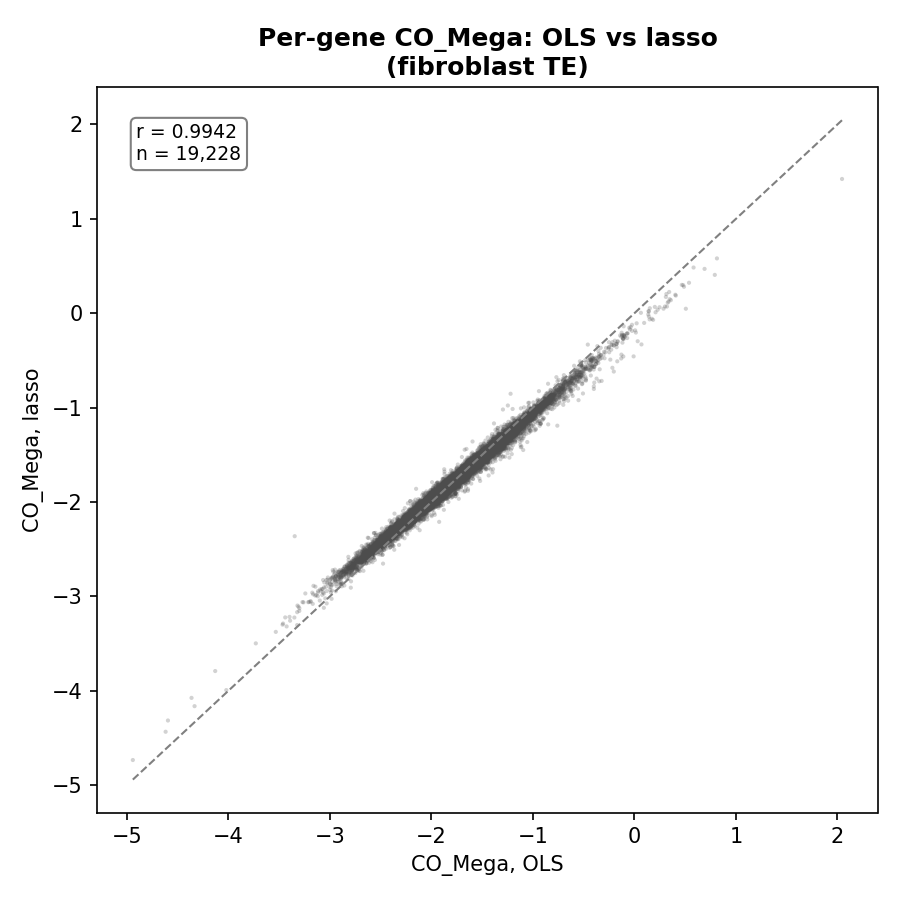 Per-gene CO_Mega: OLS vs lasso
(fibroblast TE)
r = 0.9942
n = 19,228
2
1
0
−1
−2
−3
−4
−5
CO_Mega, lasso
−5 −4 −3 −2 −1 0 1 2
CO_Mega, OLS